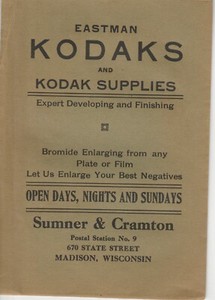 EASTMAN
KODAKS
AND
KODAK SUPPLIES
Expert Developing and Finishing
Bromide Enlarging from any
Plate or Film
Let Us Enlarge Your Best Negatives
OPEN DAYS, NIGHTS AND SUNDAYS
Sumner & Cramton
Postal Station No. 9
670 STATE STREET
MADISON, WISCONSIN